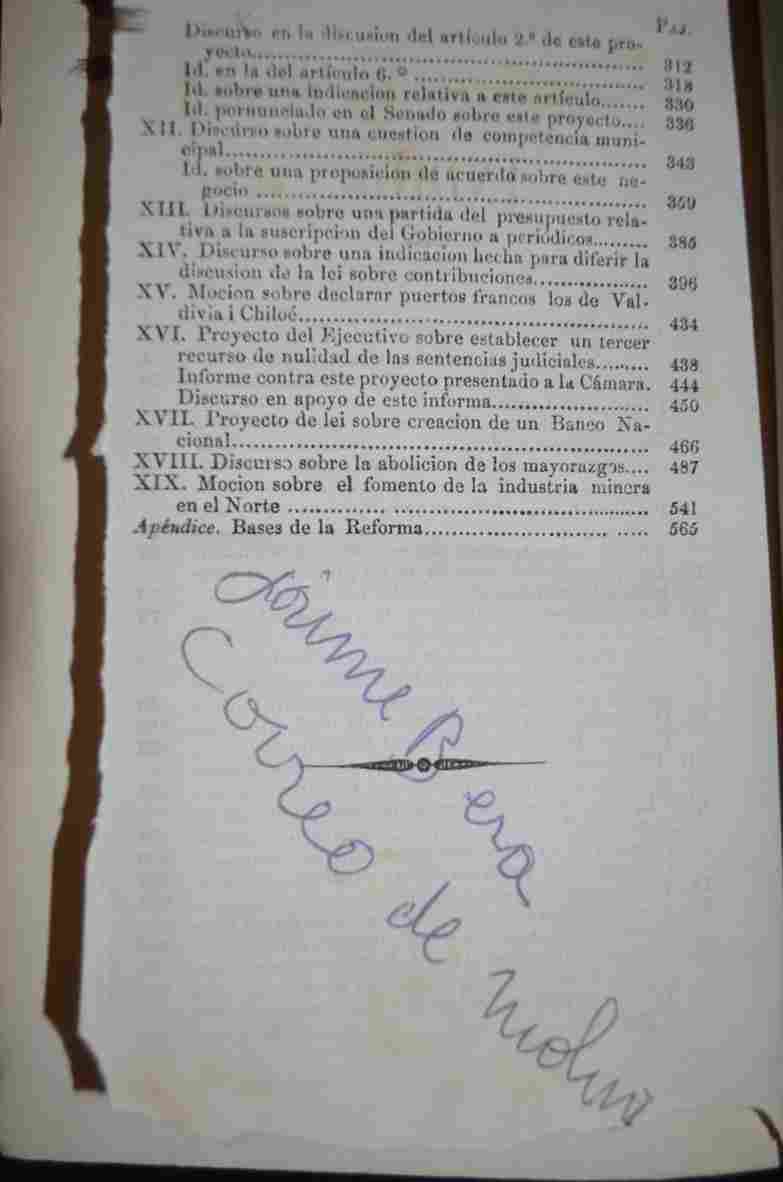 Páj.
Discurso en la discusion del artículo 2.º de este pro-
yecto.................................................. 312
Id. en la del artículo 6.º .................................. 318
Id. sobre una indicacion relativa a este artículo....... 330
Id. pornunciado en el Senado sobre este proyecto.... 336
XII. Discurso sobre una cuestion de competencia muni-
cipal.................................................. 343
Id. sobre una proposicion de acuerdo sobre este ne-
gocio .................................................. 359
XIII. Discursos sobre una partida del presupuesto rela-
tiva a la suscripcion del Gobierno a periódicos......... 385
XIV. Discurso sobre una indicacion hecha para diferir la
discusion de la lei sobre contribuciones................. 396
XV. Mocion sobre declarar puertos francos los de Val-
divia i Chiloé.................................................. 434
XVI. Proyecto del Ejecutivo sobre establecer un tercer
recurso de nulidad de las sentencias judiciales......... 438
Informe contra este proyecto presentado a la Cámara. 444
Discurso en apoyo de este informa....................... 450
XVII. Proyecto de lei sobre creacion de un Banco Na-
cional.................................................. 466
XVIII. Discurso sobre la abolicion de los mayorazgos.... 487
XIX. Mocion sobre el fomento de la industria minera
en el Norte .................................................. 541
Apéndice. Bases de la Reforma................................ 565
Jaime B era
Correo de